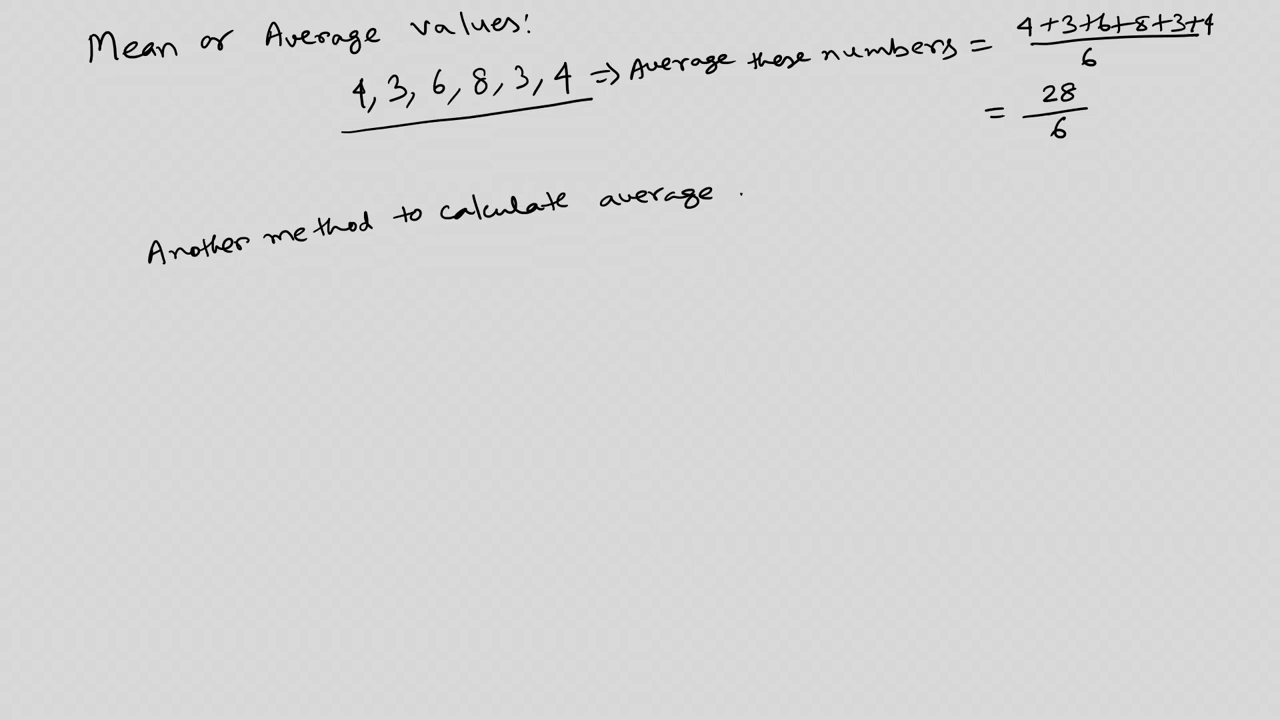 Mean or Average values:
4, 3, 6, 8, 3, 4 => Average these numbers = 4+3+6+8+3+4 / 6
= 28 / 6
Another method to calculate average .